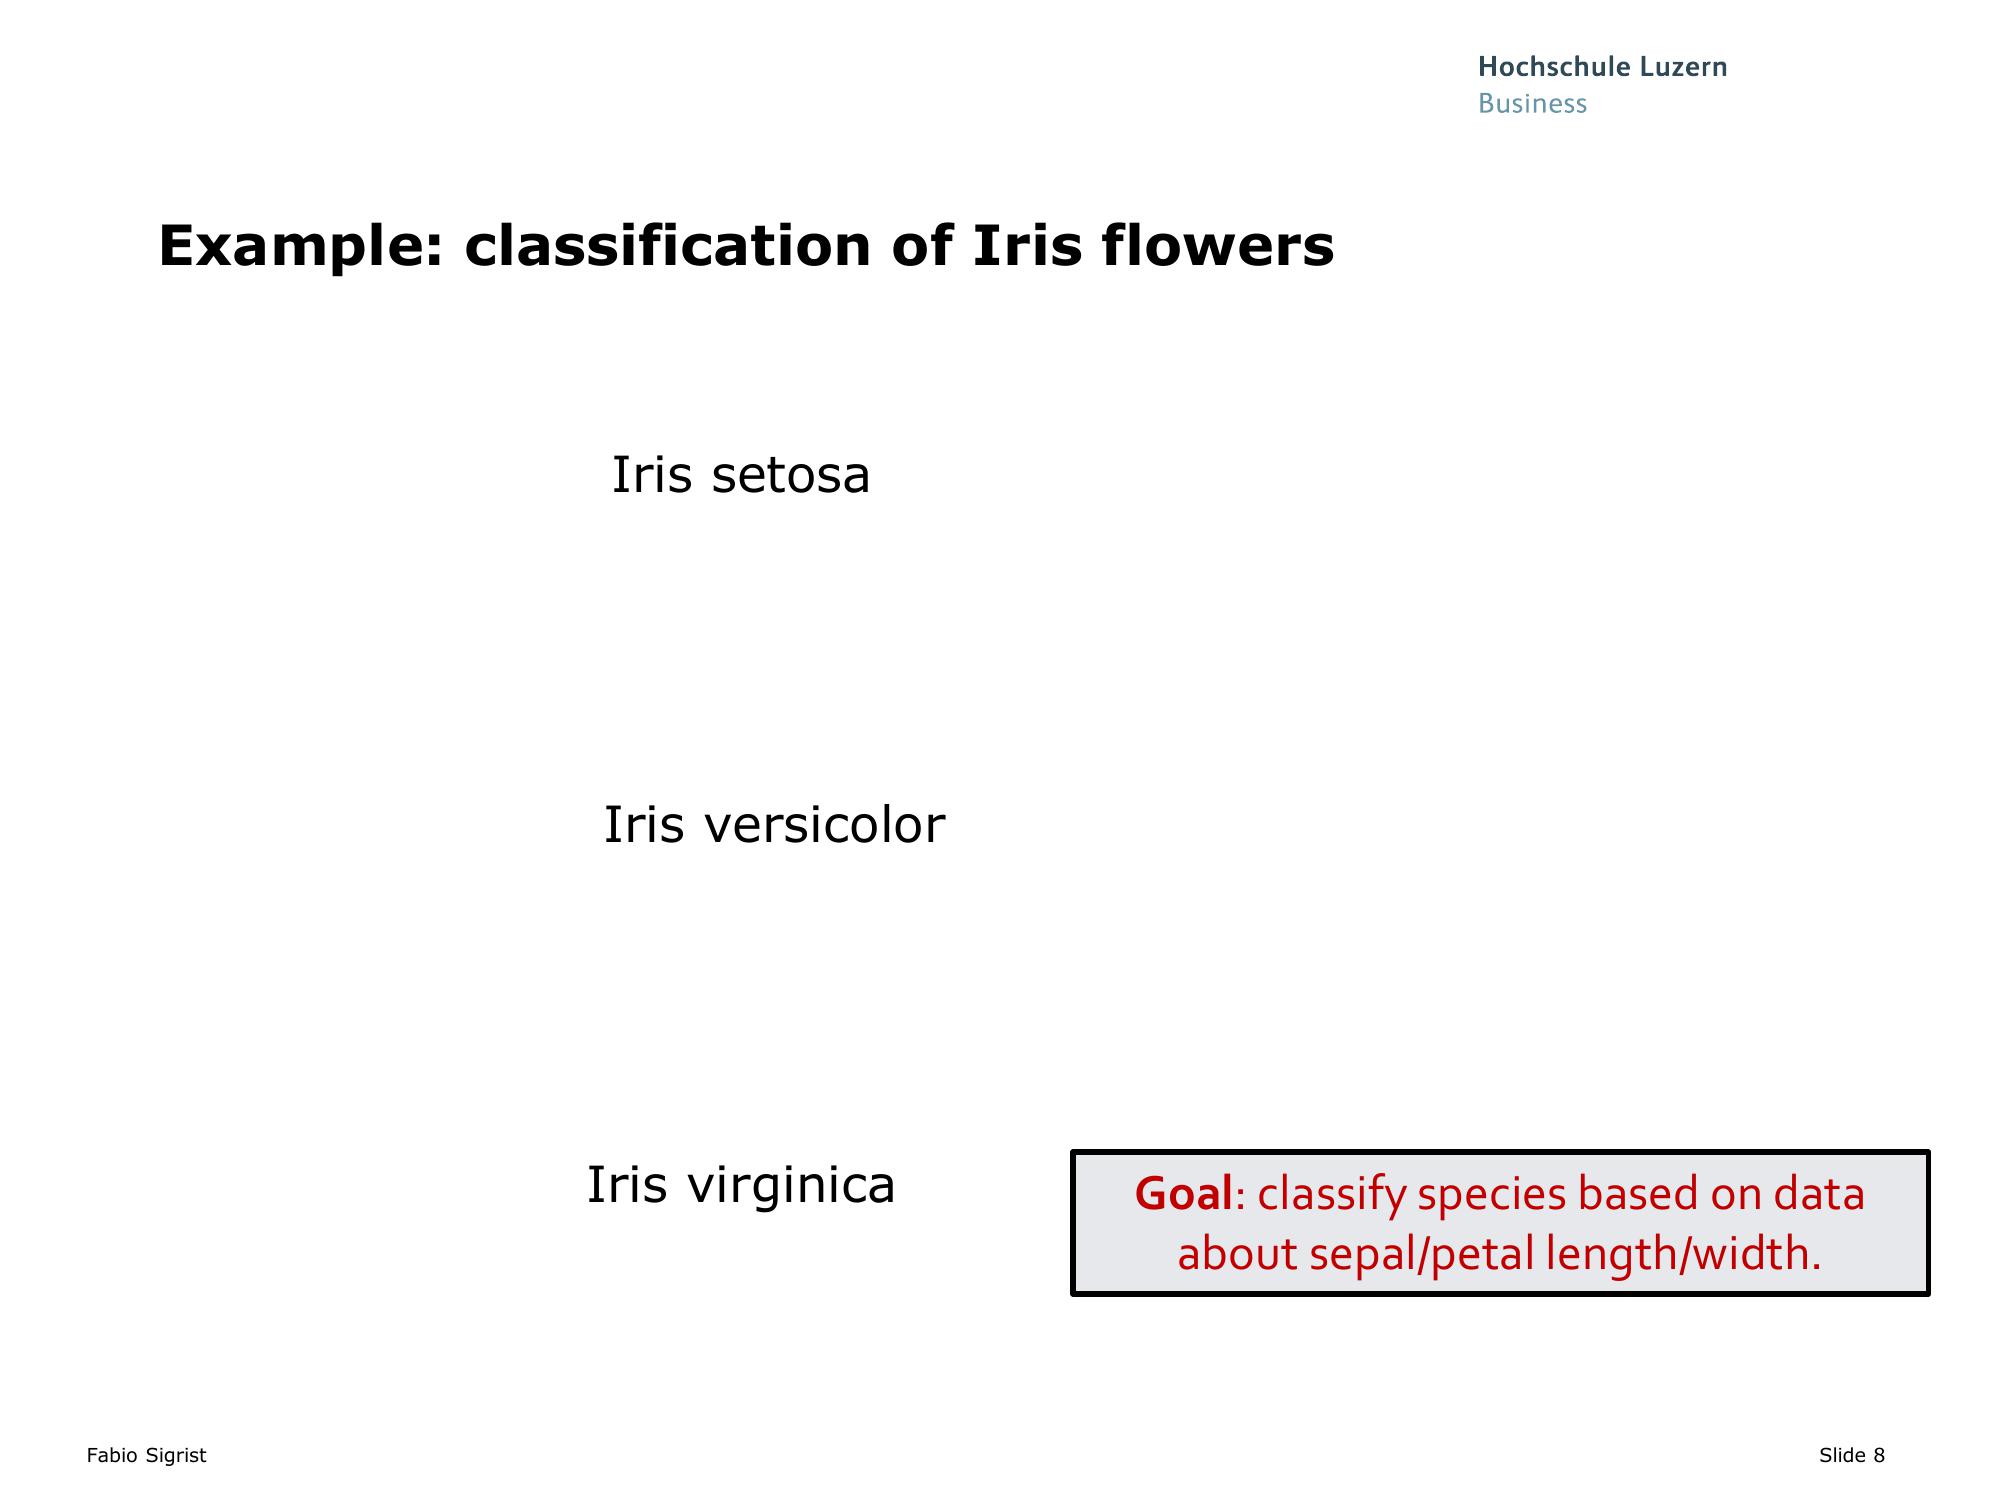 Hochschule Luzern
Business
Example: classification of Iris flowers
Iris setosa
Iris versicolor
Iris virginica
Goal: classify species based on data
about sepal/petal length/width.
Fabio Sigrist
Slide 8